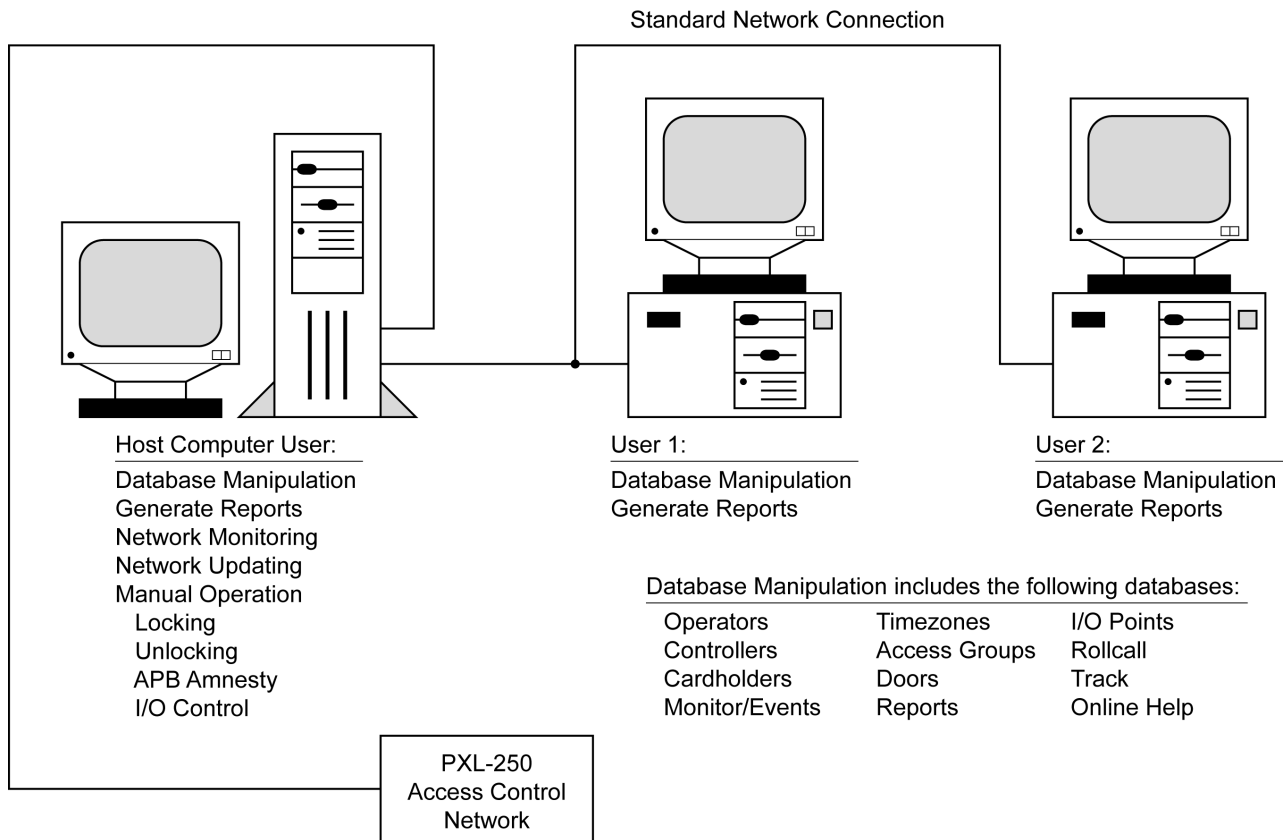 Standard Network Connection
Host Computer User:
Database Manipulation
Generate Reports
Network Monitoring
Network Updating
Manual Operation
Locking
Unlocking
APB Amnesty
I/O Control
User 1:
Database Manipulation
Generate Reports
User 2:
Database Manipulation
Generate Reports
Database Manipulation includes the following databases:
Operators Timezones I/O Points
Controllers Access Groups Rollcall
Cardholders Doors Track
Monitor/Events Reports Online Help
PXL-250
Access Control
Network